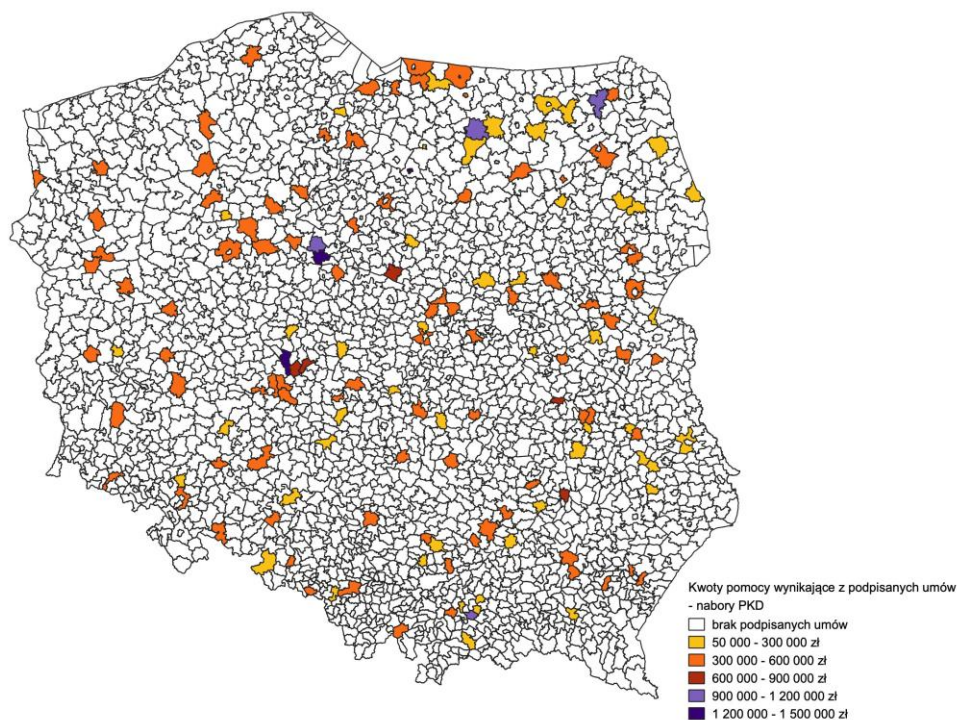 Kwoty pomocy wynikające z podpisanych umów
- nabory PKD
brak podpisanych umów
50 000 - 300 000 zł
300 000 - 600 000 zł
600 000 - 900 000 zł
900 000 - 1 200 000 zł
1 200 000 - 1 500 000 zł